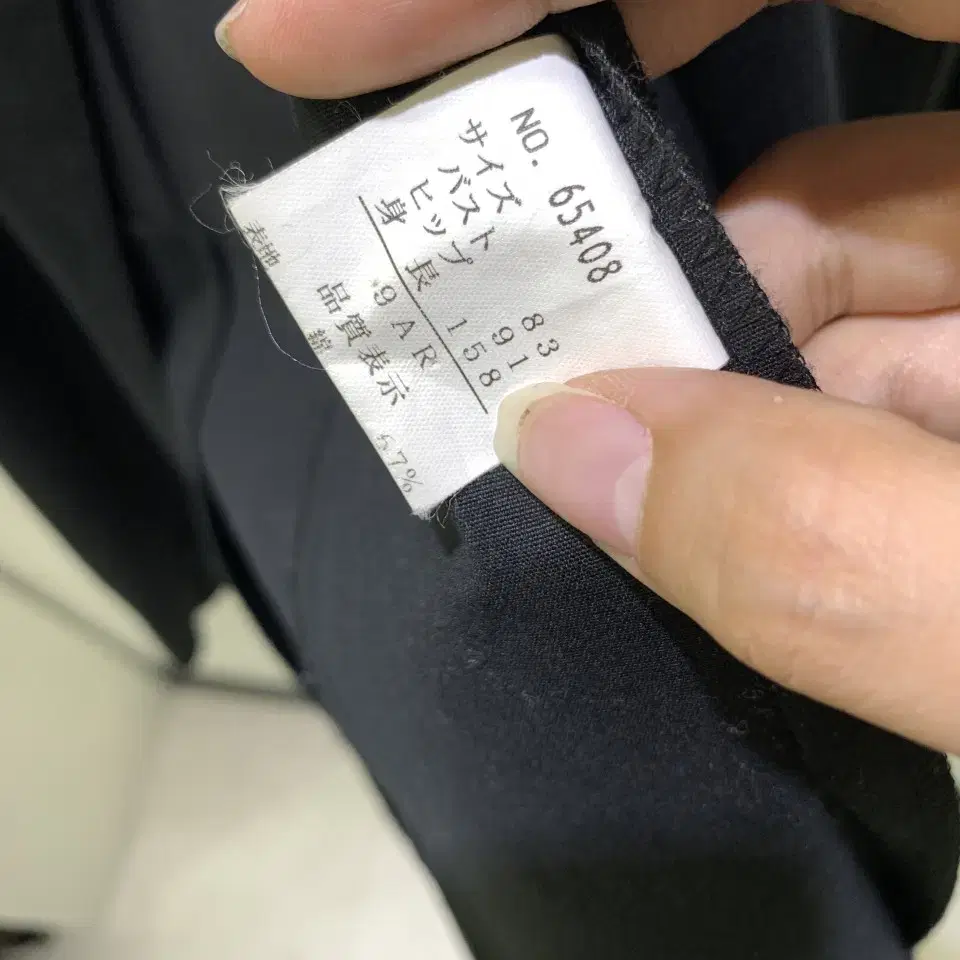 NO. 65408
サイズ
バスト 83
ヒップ 91
身長 158
9AR
品質表示
表地
綿 67%